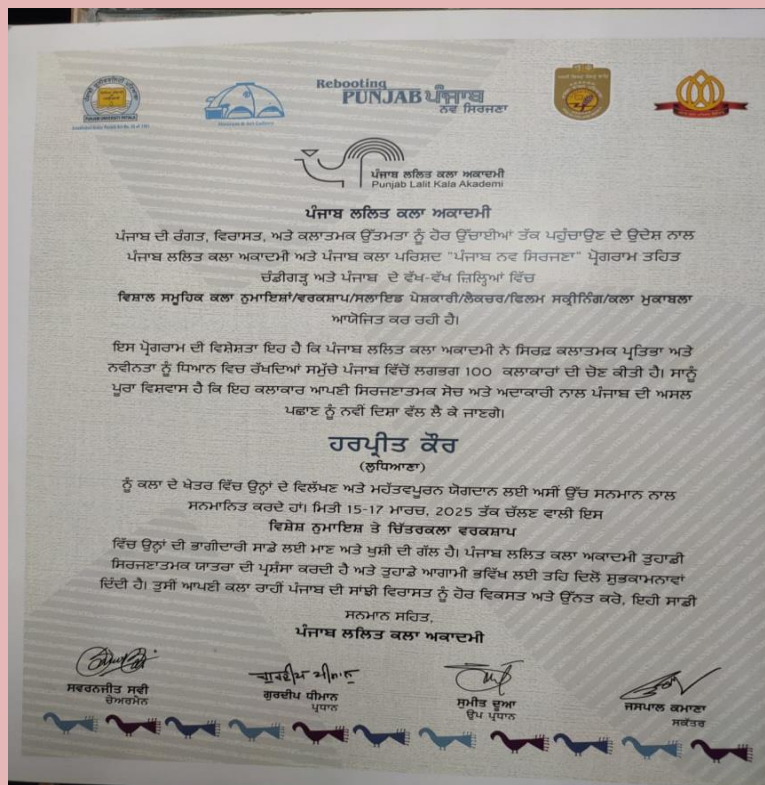 PUNJABI UNIVERSITY PATIALA
Rebooting
PUNJAB ਪੰਜਾਬ
ਨਵ ਸਿਰਜਣਾ
ਪੰਜਾਬ ਲਲਿਤ ਕਲਾ ਅਕਾਦਮੀ
Punjab Lalit Kala Akademi
ਪੰਜਾਬ ਲਲਿਤ ਕਲਾ ਅਕਾਦਮੀ
ਪੰਜਾਬ ਦੀ ਰੰਗਤ, ਵਿਰਾਸਤ, ਅਤੇ ਕਲਾਤਮਕ ਉੱਤਮਤਾ ਨੂੰ ਹੋਰ ਉੱਚਾਈਆਂ ਤੱਕ ਪਹੁੰਚਾਉਣ ਦੇ ਉਦੇਸ਼ ਨਾਲ
ਪੰਜਾਬ ਲਲਿਤ ਕਲਾ ਅਕਾਦਮੀ ਅਤੇ ਪੰਜਾਬ ਕਲਾ ਪਰਿਸ਼ਦ "ਪੰਜਾਬ ਨਵ ਸਿਰਜਣਾ" ਪ੍ਰੋਗਰਾਮ ਤਹਿਤ
ਚੰਡੀਗੜ੍ਹ ਅਤੇ ਪੰਜਾਬ ਦੇ ਵੱਖ-ਵੱਖ ਜ਼ਿਲ੍ਹਿਆਂ ਵਿੱਚ
ਵਿਸ਼ਾਲ ਸਮੂਹਿਕ ਕਲਾ ਨੁਮਾਇਸ਼ਾਂ/ਵਰਕਸ਼ਾਪ/ਸਲਾਇਡ ਪੇਸ਼ਕਾਰੀ/ਲੈਕਚਰ/ਫਿਲਮ ਸਕ੍ਰੀਨਿੰਗ/ਕਲਾ ਮੁਕਾਬਲਾ
ਆਯੋਜਿਤ ਕਰ ਰਹੀ ਹੈ।
ਇਸ ਪ੍ਰੋਗਰਾਮ ਦੀ ਵਿਸ਼ੇਸ਼ਤਾ ਇਹ ਹੈ ਕਿ ਪੰਜਾਬ ਲਲਿਤ ਕਲਾ ਅਕਾਦਮੀ ਨੇ ਸਿਰਫ਼ ਕਲਾਤਮਕ ਪ੍ਰਤਿਭਾ ਅਤੇ
ਨਵੀਨਤਾ ਨੂੰ ਧਿਆਨ ਵਿਚ ਰੱਖਦਿਆਂ ਸਮੁੱਚੇ ਪੰਜਾਬ ਵਿੱਚੋਂ ਲਗਭਗ 100 ਕਲਾਕਾਰਾਂ ਦੀ ਚੋਣ ਕੀਤੀ ਹੈ। ਸਾਨੂੰ
ਪੂਰਾ ਵਿਸ਼ਵਾਸ ਹੈ ਕਿ ਇਹ ਕਲਾਕਾਰ ਆਪਣੀ ਸਿਰਜਣਾਤਮਕ ਸੋਚ ਅਤੇ ਅਦਾਕਾਰੀ ਨਾਲ ਪੰਜਾਬ ਦੀ ਅਸਲ
ਪਛਾਣ ਨੂੰ ਨਵੀਂ ਦਿਸ਼ਾ ਵੱਲ ਲੈ ਕੇ ਜਾਣਗੇ।
ਹਰਪ੍ਰੀਤ ਕੌਰ
(ਲੁਧਿਆਣਾ)
ਨੂੰ ਕਲਾ ਦੇ ਖੇਤਰ ਵਿੱਚ ਉਨ੍ਹਾਂ ਦੇ ਵਿਲੱਖਣ ਅਤੇ ਮਹੱਤਵਪੂਰਨ ਯੋਗਦਾਨ ਲਈ ਅਸੀਂ ਉੱਚ ਸਨਮਾਨ ਨਾਲ
ਸਨਮਾਨਿਤ ਕਰਦੇ ਹਾਂ। ਮਿਤੀ 15-17 ਮਾਰਚ, 2025 ਤੱਕ ਚੱਲਣ ਵਾਲੀ ਇਸ
ਵਿਸ਼ੇਸ਼ ਨੁਮਾਇਸ਼ ਤੇ ਚਿੱਤਰਕਲਾ ਵਰਕਸ਼ਾਪ
ਵਿੱਚ ਉਨ੍ਹਾਂ ਦੀ ਭਾਗੀਦਾਰੀ ਸਾਡੇ ਲਈ ਮਾਣ ਅਤੇ ਖੁਸ਼ੀ ਦੀ ਗੱਲ ਹੈ। ਪੰਜਾਬ ਲਲਿਤ ਕਲਾ ਅਕਾਦਮੀ ਤੁਹਾਡੀ
ਸਿਰਜਣਾਤਮਕ ਯਾਤਰਾ ਦੀ ਪ੍ਰਸ਼ੰਸਾ ਕਰਦੀ ਹੈ ਅਤੇ ਤੁਹਾਡੇ ਆਗਾਮੀ ਭਵਿੱਖ ਲਈ ਤਹਿ ਦਿਲੋਂ ਸ਼ੁਭਕਾਮਨਾਵਾਂ
ਦਿੰਦੀ ਹੈ। ਤੁਸੀਂ ਆਪਣੀ ਕਲਾ ਰਾਹੀਂ ਪੰਜਾਬ ਦੀ ਸਾਂਝੀ ਵਿਰਾਸਤ ਨੂੰ ਹੋਰ ਵਿਕਸਤ ਅਤੇ ਉੱਨਤ ਕਰੋ, ਇਹੀ ਸਾਡੀ
ਸਨਮਾਨ ਸਹਿਤ,
ਪੰਜਾਬ ਲਲਿਤ ਕਲਾ ਅਕਾਦਮੀ
ਗੁਰਦੀਪ ਧੀਮਾਨ
ਸਵਰਨਜੀਤ ਸਵੀ
ਚੇਅਰਮੈਨ
ਗੁਰਦੀਪ ਧੀਮਾਨ
ਪ੍ਰਧਾਨ
ਸੁਮੀਤ ਦੂਆ
ਉਪ ਪ੍ਰਧਾਨ
ਜਸਪਾਲ ਕਮਾਣਾ
ਸਕੱਤਰ